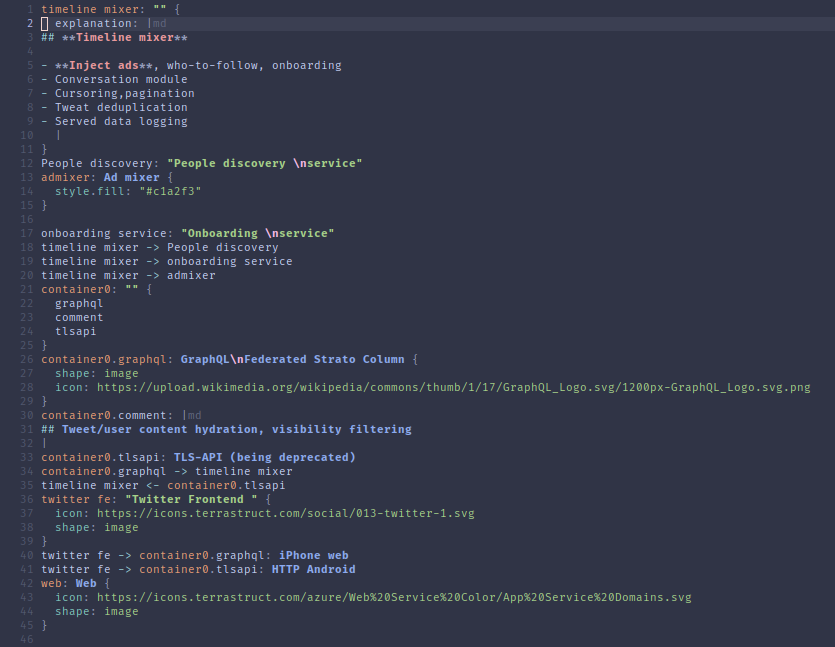 1 timeline mixer: "" {
2   explanation: |md
3 ## **Timeline mixer**
4
5 - **Inject ads**, who-to-follow, onboarding
6 - Conversation module
7 - Cursoring,pagination
8 - Tweat deduplication
9 - Served data logging
10   |
11 }
12 People discovery: "People discovery \nservice"
13 admixer: Ad mixer {
14   style.fill: "#c1a2f3"
15 }
16
17 onboarding service: "Onboarding \nservice"
18 timeline mixer -> People discovery
19 timeline mixer -> onboarding service
20 timeline mixer -> admixer
21 container0: "" {
22   graphql
23   comment
24   tlsapi
25 }
26 container0.graphql: GraphQL\nFederated Strato Column {
27   shape: image
28   icon: https://upload.wikimedia.org/wikipedia/commons/thumb/1/17/GraphQL_Logo.svg/1200px-GraphQL_Logo.svg.png
29 }
30 container0.comment: |md
31 ## Tweet/user content hydration, visibility filtering
32 |
33 container0.tlsapi: TLS-API (being deprecated)
34 container0.graphql -> timeline mixer
35 timeline mixer <- container0.tlsapi
36 twitter fe: "Twitter Frontend " {
37   icon: https://icons.terrastruct.com/social/013-twitter-1.svg
38   shape: image
39 }
40 twitter fe -> container0.graphql: iPhone web
41 twitter fe -> container0.tlsapi: HTTP Android
42 web: Web {
43   icon: https://icons.terrastruct.com/azure/Web%20Service%20Color/App%20Service%20Domains.svg
44   shape: image
45 }
46